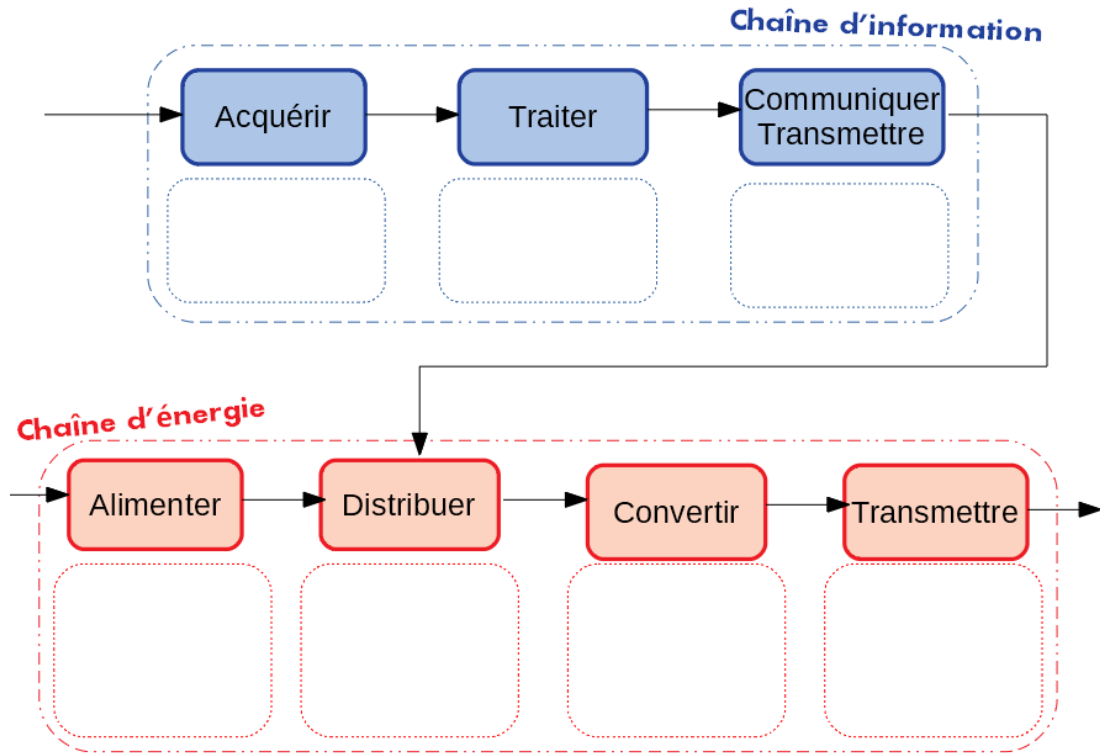 Chaîne d'information
Acquérir
Traiter
Communiquer
Transmettre
Chaîne d'énergie
Alimenter
Distribuer
Convertir
Transmettre